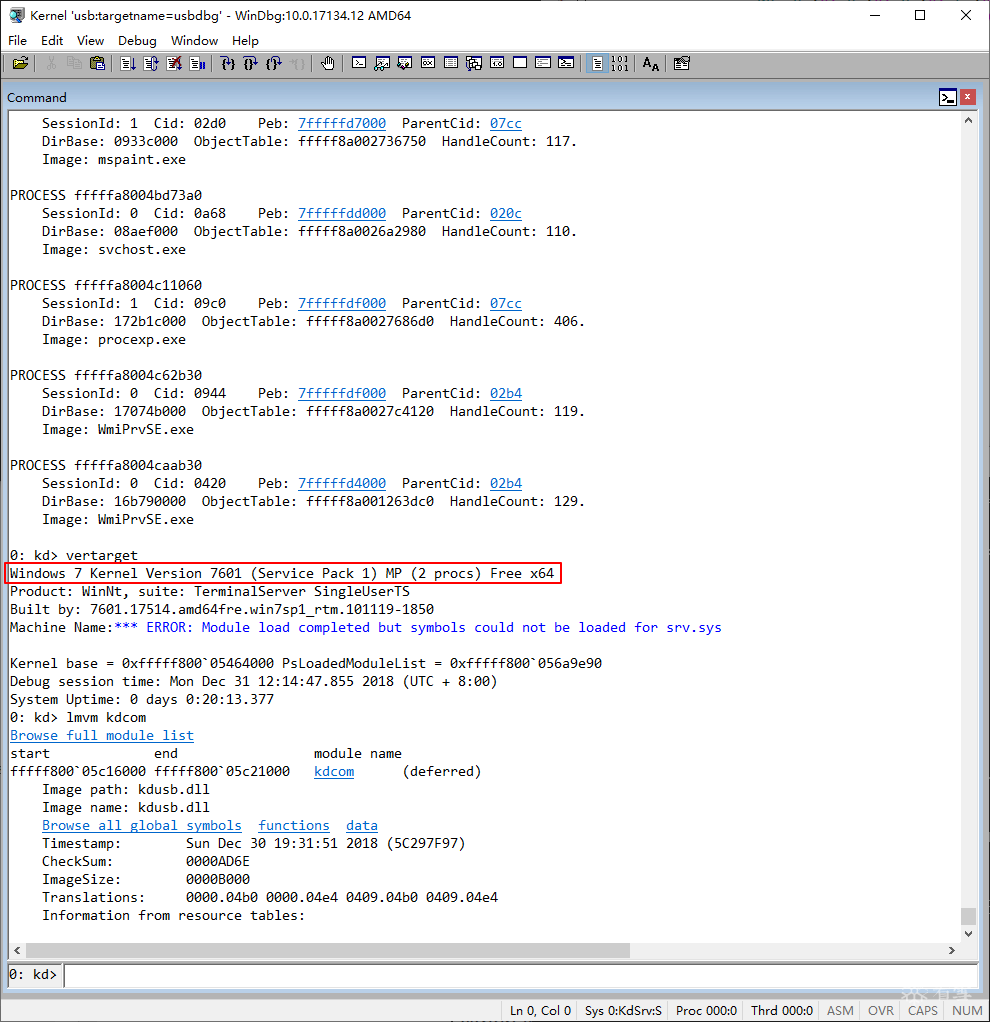 Kernel 'usb:targetname=usbdbg' - WinDbg:10.0.17134.12 AMD64
File Edit View Debug Window Help
Command
SessionId: 1 Cid: 02d0 Peb: 7fffffd7000 ParentCid: 07cc
DirBase: 0933c000 ObjectTable: fffff8a002736750 HandleCount: 117.
Image: mspaint.exe
PROCESS fffffa8004bd73a0
SessionId: 0 Cid: 0a68 Peb: 7fffffdd000 ParentCid: 020c
DirBase: 08aef000 ObjectTable: fffff8a0026a2980 HandleCount: 110.
Image: svchost.exe
PROCESS fffffa8004c11060
SessionId: 1 Cid: 09c0 Peb: 7fffffdf000 ParentCid: 07cc
DirBase: 172b1c000 ObjectTable: fffff8a0027686d0 HandleCount: 406.
Image: procexp.exe
PROCESS fffffa8004c62b30
SessionId: 0 Cid: 0944 Peb: 7fffffdf000 ParentCid: 02b4
DirBase: 17074b000 ObjectTable: fffff8a0027c4120 HandleCount: 119.
Image: WmiPrvSE.exe
PROCESS fffffa8004caab30
SessionId: 0 Cid: 0420 Peb: 7fffffd4000 ParentCid: 02b4
DirBase: 16b790000 ObjectTable: fffff8a001263dc0 HandleCount: 129.
Image: WmiPrvSE.exe
0: kd> vertarget
Windows 7 Kernel Version 7601 (Service Pack 1) MP (2 procs) Free x64
Product: WinNt, suite: TerminalServer SingleUserTS
Built by: 7601.17514.amd64fre.win7sp1_rtm.101119-1850
Machine Name:*** ERROR: Module load completed but symbols could not be loaded for srv.sys
Kernel base = 0xfffff800`05464000 PsLoadedModuleList = 0xfffff800`056a9e90
Debug session time: Mon Dec 31 12:14:47.855 2018 (UTC + 8:00)
System Uptime: 0 days 0:20:13.377
0: kd> lmvm kdcom
Browse full module list
start end module name
fffff800`05c16000 fffff800`05c21000 kdcom (deferred)
Image path: kdusb.dll
Image name: kdusb.dll
Browse all global symbols functions data
Timestamp: Sun Dec 30 19:31:51 2018 (5C297F97)
CheckSum: 0000AD6E
ImageSize: 0000B000
Translations: 0000.04b0 0000.04e4 0409.04b0 0409.04e4
Information from resource tables:
0: kd>
Ln 0, Col 0 Sys 0:KdSrv:S Proc 000:0 Thrd 000:0 ASM OVR CAPS NUM